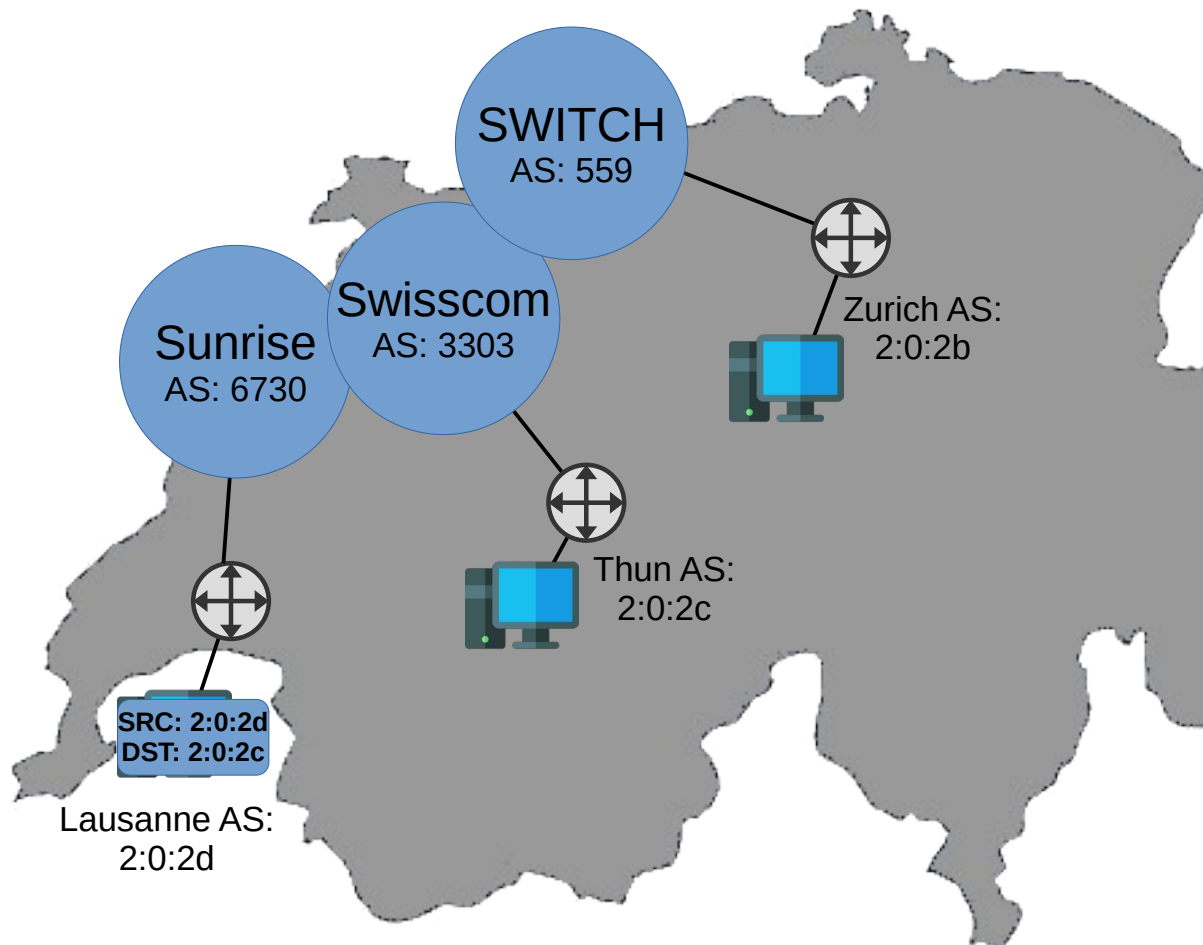 SWITCH
AS: 559
Swisscom
AS: 3303
Sunrise
AS: 6730
Zurich AS:
2:0:2b
Thun AS:
2:0:2c
SRC: 2:0:2d
DST: 2:0:2c
Lausanne AS:
2:0:2d